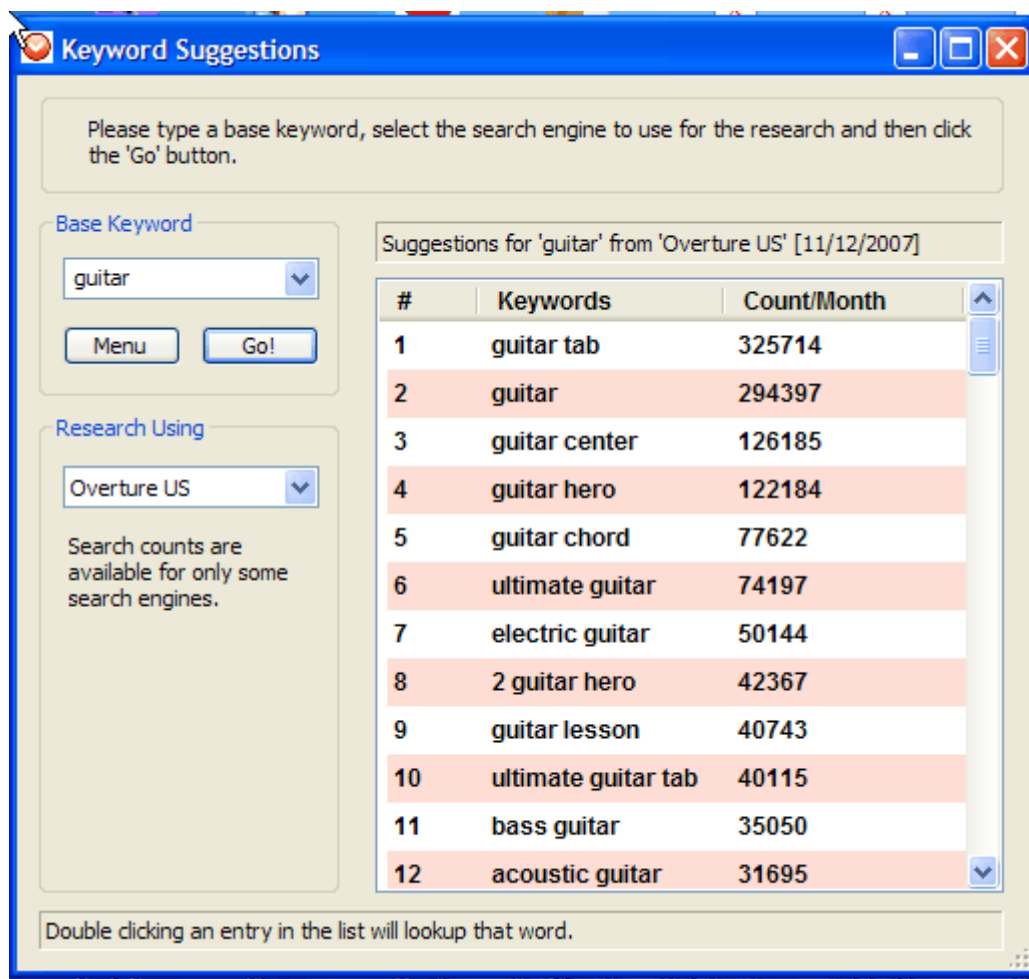 Keyword Suggestions
Please type a base keyword, select the search engine to use for the research and then click
the 'Go' button.
Base Keyword
guitar
Menu Go!
Research Using
Overture US
Search counts are
available for only some
search engines.
Suggestions for 'guitar' from 'Overture US' [11/12/2007]
# Keywords Count/Month
1 guitar tab 325714
2 guitar 294397
3 guitar center 126185
4 guitar hero 122184
5 guitar chord 77622
6 ultimate guitar 74197
7 electric guitar 50144
8 2 guitar hero 42367
9 guitar lesson 40743
10 ultimate guitar tab 40115
11 bass guitar 35050
12 acoustic guitar 31695
Double clicking an entry in the list will lookup that word.